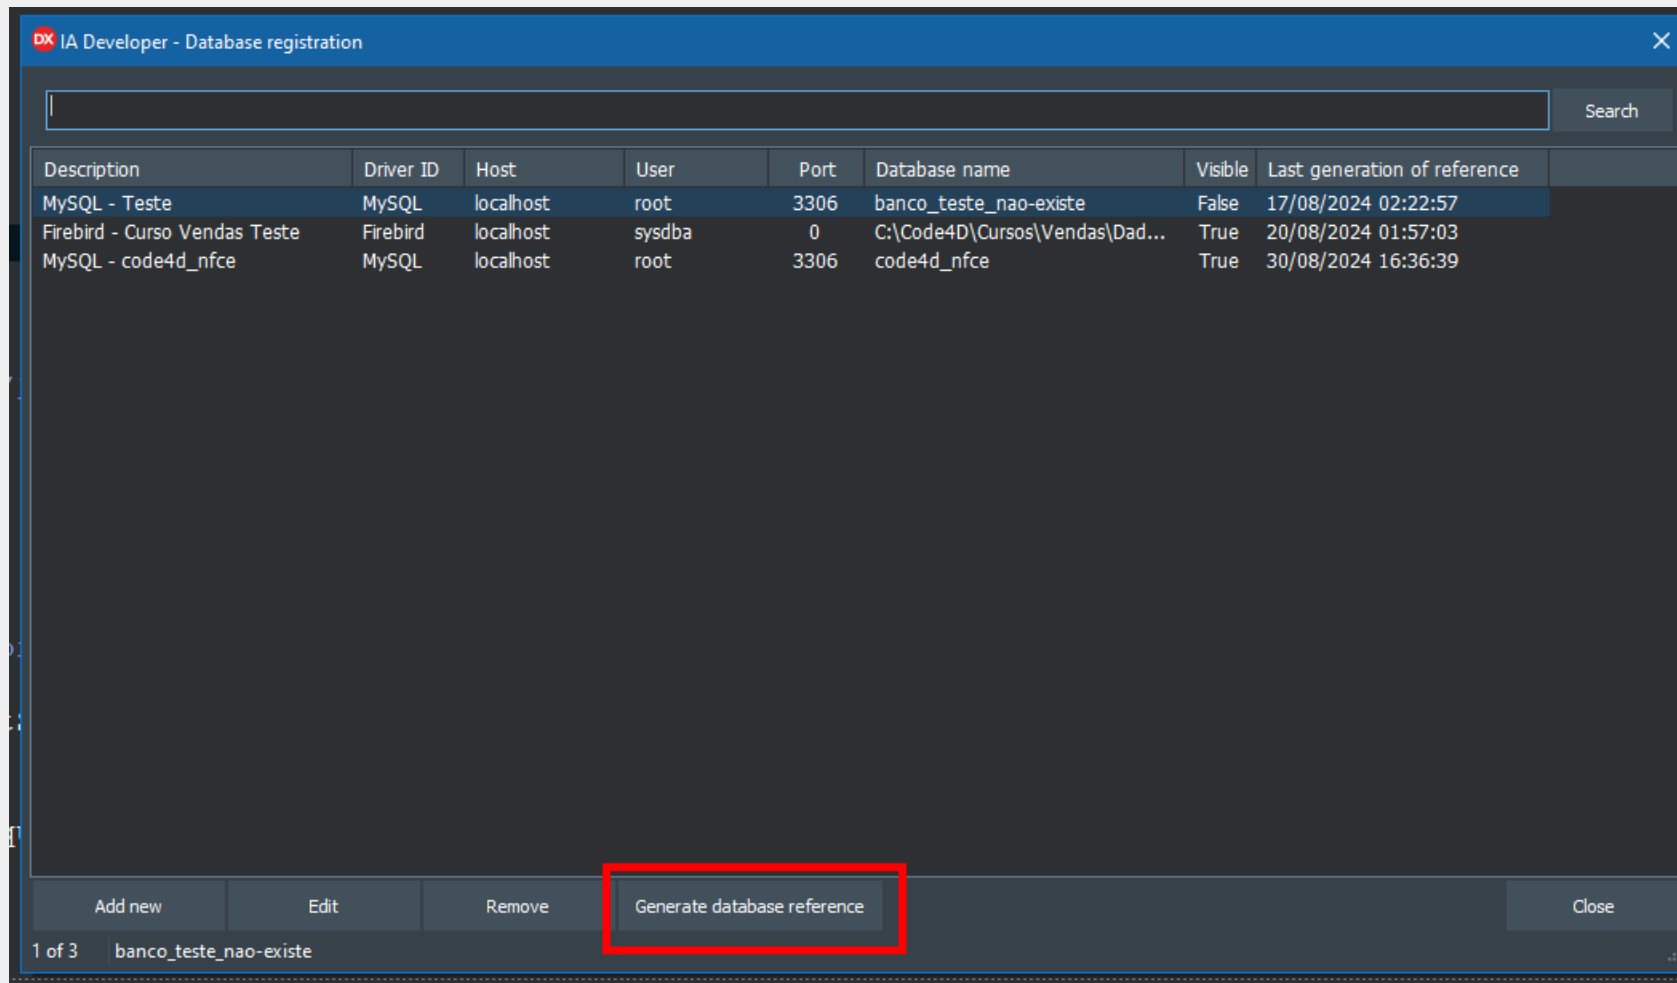 DX IA Developer - Database registration
Search
Description Driver ID Host User Port Database name Visible Last generation of reference
MySQL - Teste MySQL localhost root 3306 banco_teste_nao-existe False 17/08/2024 02:22:57
Firebird - Curso Vendas Teste Firebird localhost sysdba 0 C:\Code4D\Cursos\Vendas\Dad... True 20/08/2024 01:57:03
MySQL - code4d_nfce MySQL localhost root 3306 code4d_nfce True 30/08/2024 16:36:39
Add new Edit Remove Generate database reference Close
1 of 3 banco_teste_nao-existe